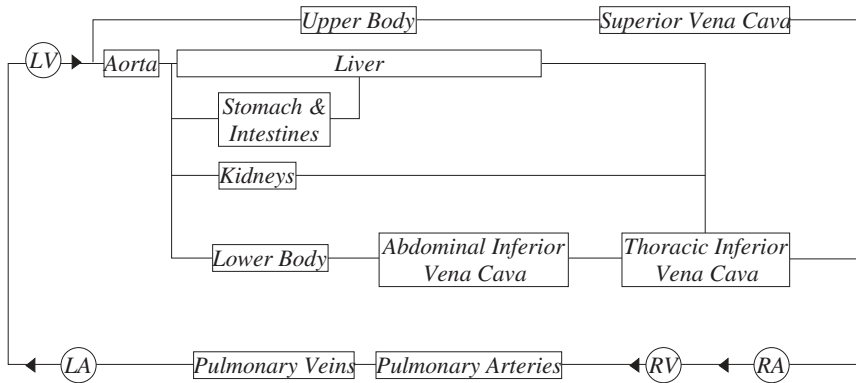 Upper Body
Superior Vena Cava
LV
Aorta
Liver
Stomach &
Intestines
Kidneys
Lower Body
Abdominal Inferior
Vena Cava
Thoracic Inferior
Vena Cava
LA
Pulmonary Veins
Pulmonary Arteries
RV
RA